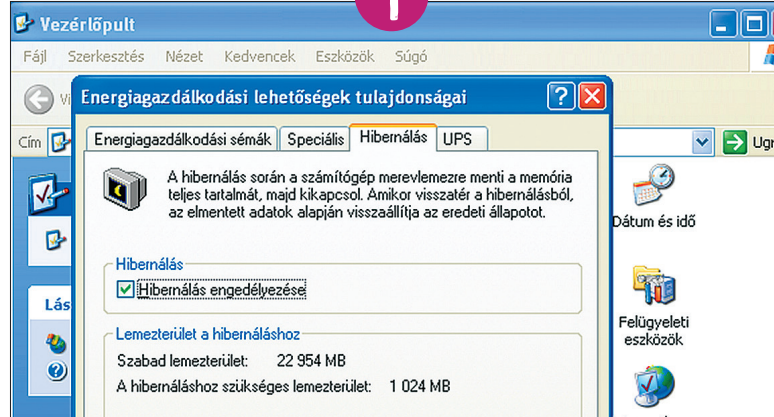 1
Vezérlőpult
Fájl Szerkesztés Nézet Kedvencek Eszközök Súgó
Energiagazdálkodási lehetőségek tulajdonságai
Cím
Ugr
Energiagazdálkodási sémák Speciális Hibernálás UPS
A hibernálás során a számítógép merevlemezre menti a memória
teljes tartalmát, majd kikapcsol. Amikor visszatér a hibernálásból,
az elmentett adatok alapján visszaállítja az eredeti állapotot.
Dátum és idő
Hibernálás
Hibernálás engedélyezése
Lás
Felügyeleti
eszközök
Lemezterület a hibernáláshoz
Szabad lemezterület: 22 954 MB
A hibernáláshoz szükséges lemezterület: 1 024 MB